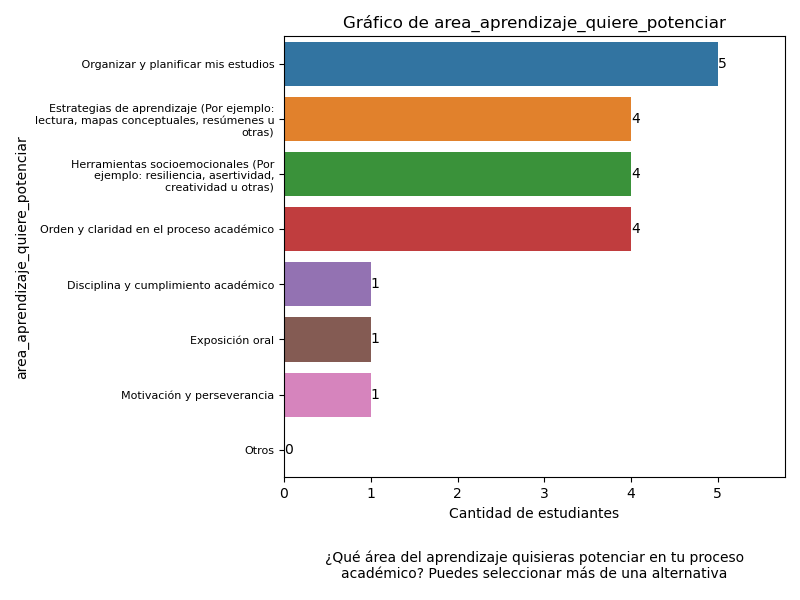 Gráfico de area_aprendizaje_quiere_potenciar
area_aprendizaje_quiere_potenciar
Organizar y planificar mis estudios
5
Estrategias de aprendizaje (Por ejemplo:
lectura, mapas conceptuales, resúmenes u
otras)
4
Herramientas socioemocionales (Por
ejemplo: resiliencia, asertividad,
creatividad u otras)
4
Orden y claridad en el proceso académico
4
Disciplina y cumplimiento académico
1
Exposición oral
1
Motivación y perseverancia
1
Otros
0
0 1 2 3 4 5
Cantidad de estudiantes
¿Qué área del aprendizaje quisieras potenciar en tu proceso
académico? Puedes seleccionar más de una alternativa